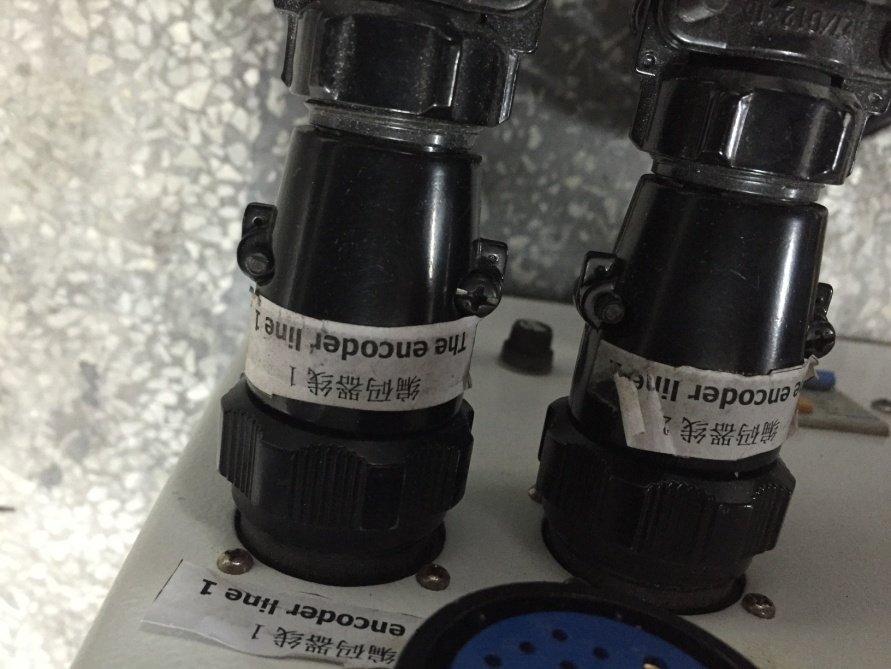 编码器线 1
encoder line 1
编码器线 2
encoder line
编码器线 1
The encoder line 1